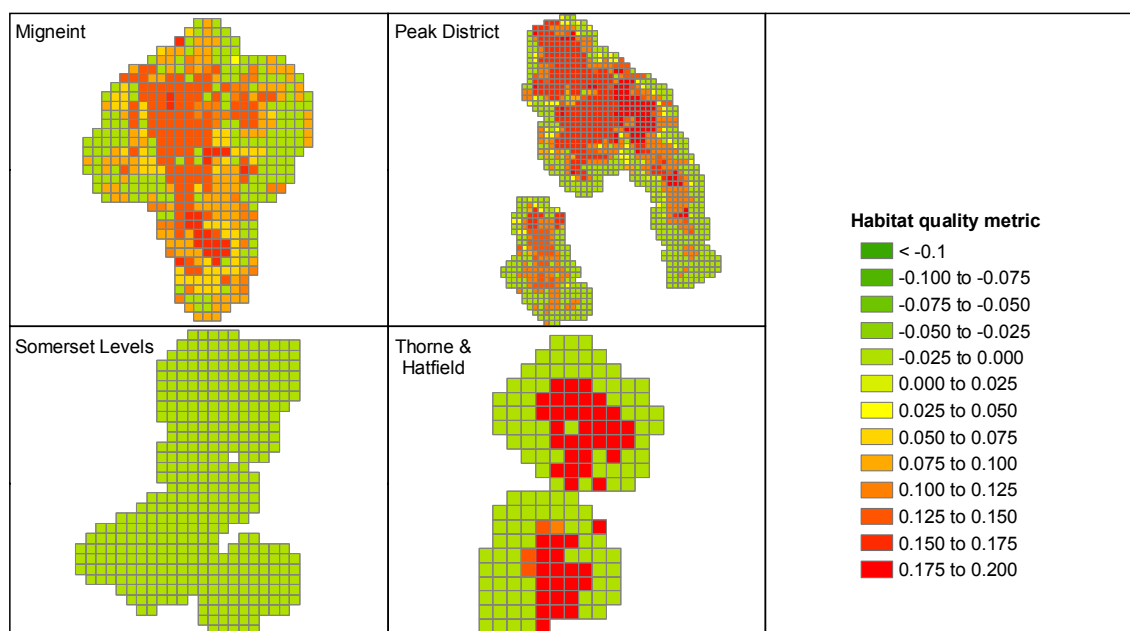 Migneint
Peak District
Somerset Levels
Thorne &
Hatfield
Habitat quality metric
< -0.1
-0.100 to -0.075
-0.075 to -0.050
-0.050 to -0.025
-0.025 to 0.000
0.000 to 0.025
0.025 to 0.050
0.050 to 0.075
0.075 to 0.100
0.100 to 0.125
0.125 to 0.150
0.150 to 0.175
0.175 to 0.200